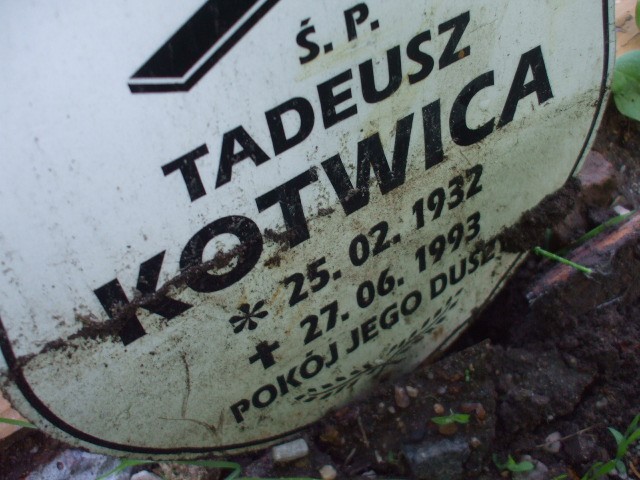 Ś. P.
TADEUSZ
KOTWICA
* 25. 02. 1932
✝ 27. 06. 1993
POKÓJ JEGO DUSZY